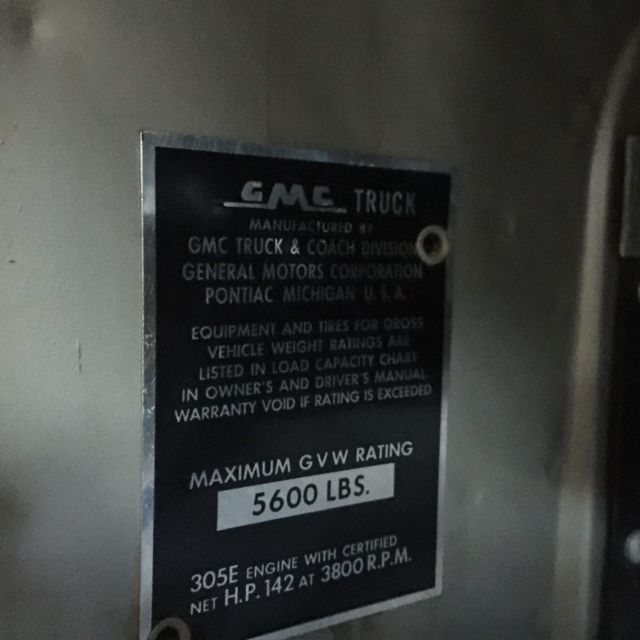 GMC TRUCK
MANUFACTURED BY
GMC TRUCK & COACH DIVISION
GENERAL MOTORS CORPORATION
PONTIAC MICHIGAN U.S.A.
EQUIPMENT AND TIRES FOR GROSS
VEHICLE WEIGHT RATINGS ARE
LISTED IN LOAD CAPACITY CHART
IN OWNER'S AND DRIVER'S MANUAL
WARRANTY VOID IF RATING IS EXCEEDED
MAXIMUM GVW RATING
5600 LBS.
305E ENGINE WITH CERTIFIED
NET H.P. 142 AT 3800 R.P.M.